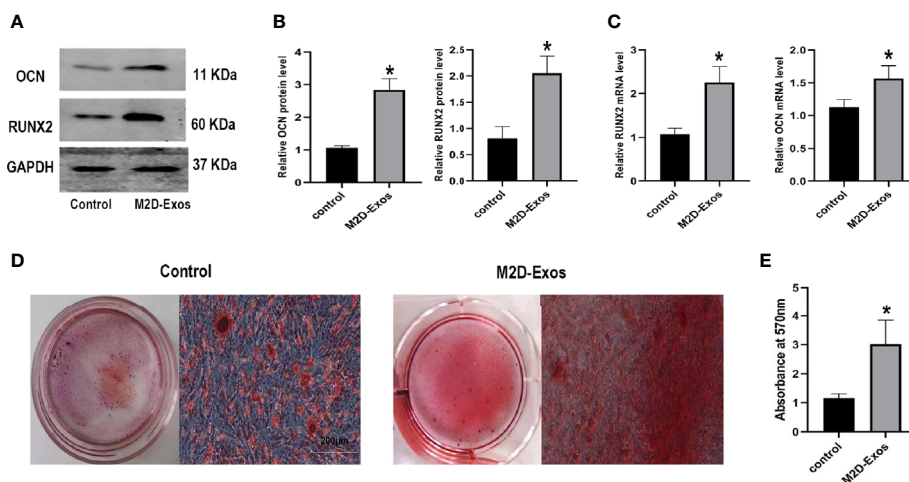 A
OCN
11 KDa
RUNX2
60 KDa
GAPDH
37 KDa
Control
M2D-Exos
B
Relative OCN protein level
4
3
2
1
0
control
M2D-Exos
*
Relative RUNX2 protein level
2.5
2.0
1.5
1.0
0.5
0.0
control
M2D-Exos
*
C
Relative RUNX2 mRNA level
3
2
1
0
control
M2D-Exos
*
Relative OCN mRNA level
2.0
1.5
1.0
0.5
0.0
control
M2D-Exos
*
D
Control
200μm
M2D-Exos
E
Absorbance at 570nm
5
4
3
2
1
0
control
M2D-Exos
*